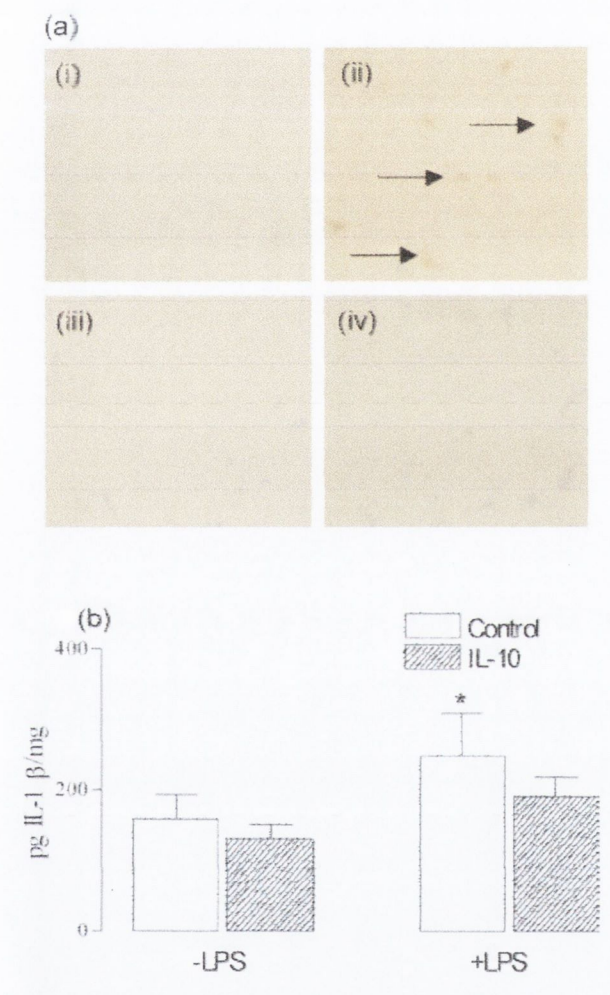 (a)
(i)
(ii)
(iii)
(iv)
(b)
Control
IL-10
400
*
pg IL-1 β/mg
200
0
-LPS
+LPS